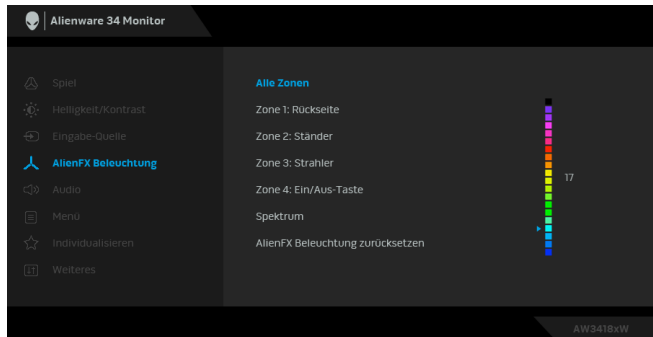 Alienware 34 Monitor
Spiel
Helligkeit/Kontrast
Eingabe-Quelle
AlienFX Beleuchtung
Audio
Menü
Individualisieren
Weiteres
Alle Zonen
Zone 1: Rückseite
Zone 2: Ständer
Zone 3: Strahler
Zone 4: Ein/Aus-Taste
Spektrum
AlienFX Beleuchtung zurücksetzen
17
AW3418xW